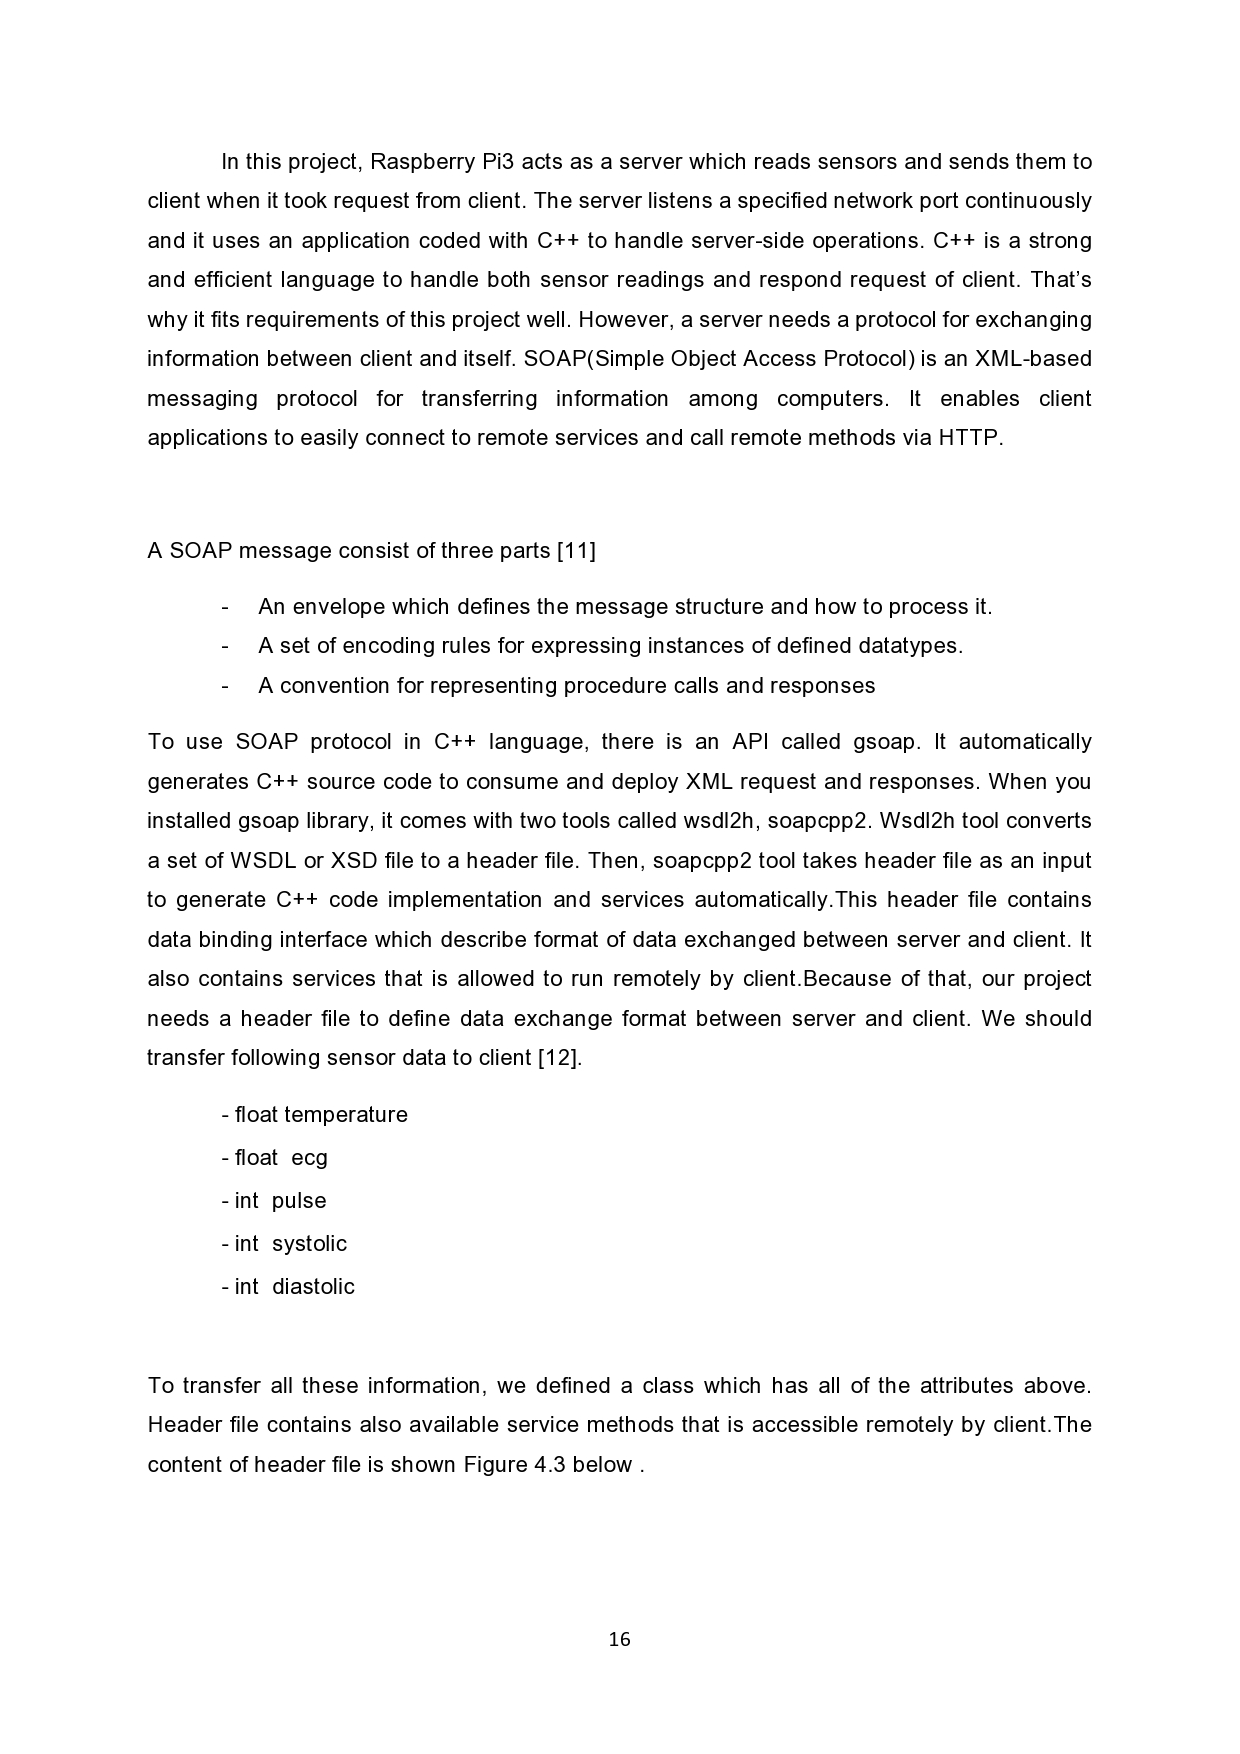 In this project, Raspberry Pi3 acts as a server which reads sensors and sends them to
client when it took request from client. The server listens a specified network port continuously
and it uses an application coded with C++ to handle server-side operations. C++ is a strong
and efficient language to handle both sensor readings and respond request of client. That’s
why it fits requirements of this project well. However, a server needs a protocol for exchanging
information between client and itself. SOAP(Simple Object Access Protocol) is an XML-based
messaging protocol for transferring information among computers. It enables client
applications to easily connect to remote services and call remote methods via HTTP.
A SOAP message consist of three parts [11]
- An envelope which defines the message structure and how to process it.
- A set of encoding rules for expressing instances of defined datatypes.
- A convention for representing procedure calls and responses
To use SOAP protocol in C++ language, there is an API called gsoap. It automatically
generates C++ source code to consume and deploy XML request and responses. When you
installed gsoap library, it comes with two tools called wsdl2h, soapcpp2. Wsdl2h tool converts
a set of WSDL or XSD file to a header file. Then, soapcpp2 tool takes header file as an input
to generate C++ code implementation and services automatically.This header file contains
data binding interface which describe format of data exchanged between server and client. It
also contains services that is allowed to run remotely by client.Because of that, our project
needs a header file to define data exchange format between server and client. We should
transfer following sensor data to client [12].
- float temperature
- float  ecg
- int  pulse
- int  systolic
- int  diastolic
To transfer all these information, we defined a class which has all of the attributes above.
Header file contains also available service methods that is accessible remotely by client.The
content of header file is shown Figure 4.3 below .
16